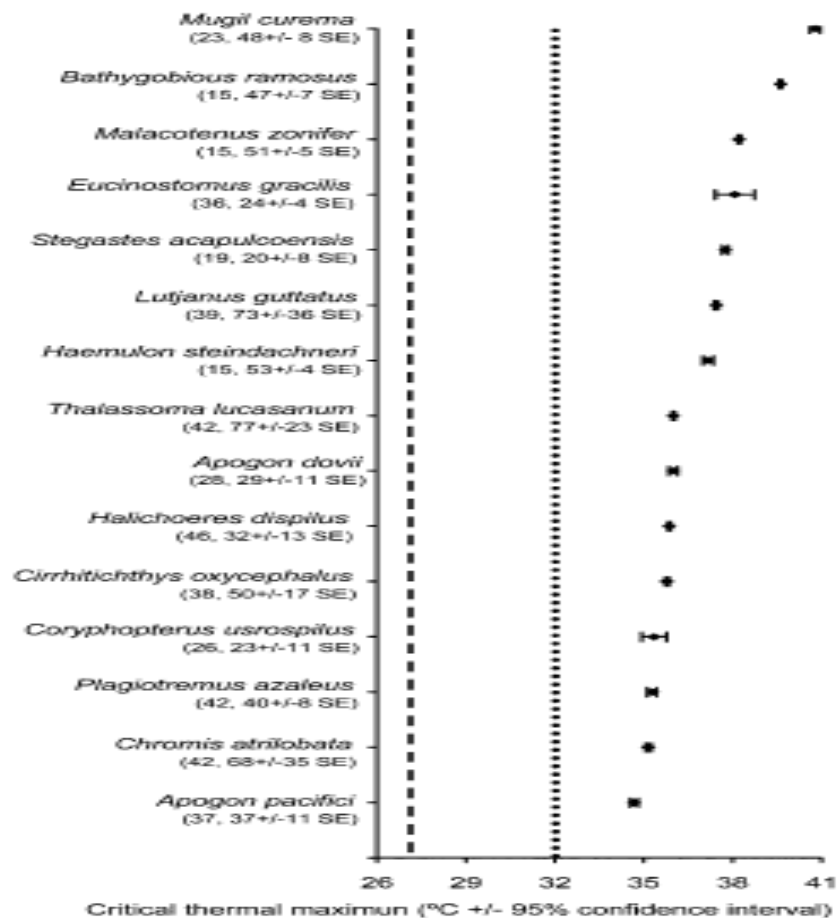 Mugil curema
(23, 48+/- 8 SE)
Bathygobious ramosus
(15, 47+/-7 SE)
Malacotenus zonifer
(15, 51+/-5 SE)
Eucinostomus gracilis
(36, 24+/-4 SE)
Stegastes acapulcoensis
(19, 20+/-8 SE)
Lutjanus guttatus
(39, 73+/-36 SE)
Haemulon steindachneri
(15, 53+/-4 SE)
Thalassoma lucasanum
(42, 77+/-23 SE)
Apogon dovii
(28, 29+/-11 SE)
Halichoeres dispilus
(46, 32+/-13 SE)
Cirrhitichthys oxycephalus
(38, 50+/-17 SE)
Coryphopterus usrospilus
(26, 23+/-11 SE)
Plagiotremus azaleus
(42, 40+/-8 SE)
Chromis atrilobata
(42, 68+/-35 SE)
Apogon pacifici
(37, 37+/-11 SE)
26 29 32 35 38 41
Critical thermal maximun (ºC +/- 95% confidence interval)